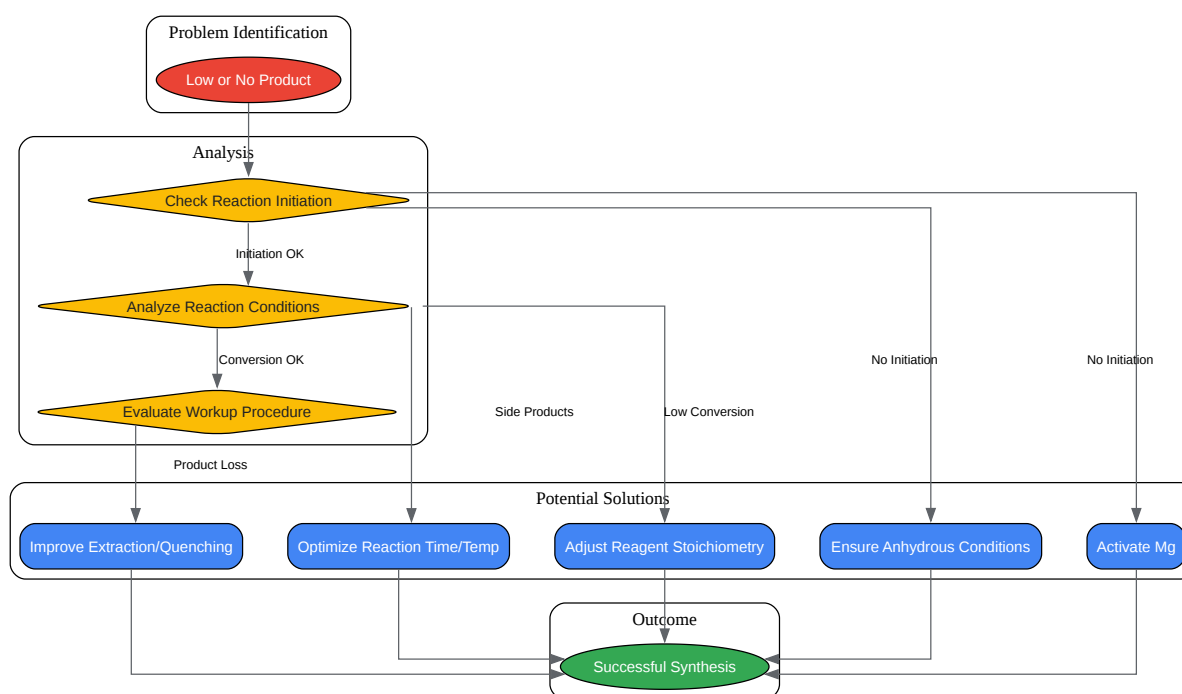 Problem Identification
Low or No Product
Analysis
Check Reaction Initiation
Initiation OK
Analyze Reaction Conditions
Conversion OK
No Initiation
No Initiation
Evaluate Workup Procedure
Side Products
Low Conversion
Product Loss
Potential Solutions
Improve Extraction/Quenching
Optimize Reaction Time/Temp
Adjust Reagent Stoichiometry
Ensure Anhydrous Conditions
Activate Mg
Outcome
Successful Synthesis